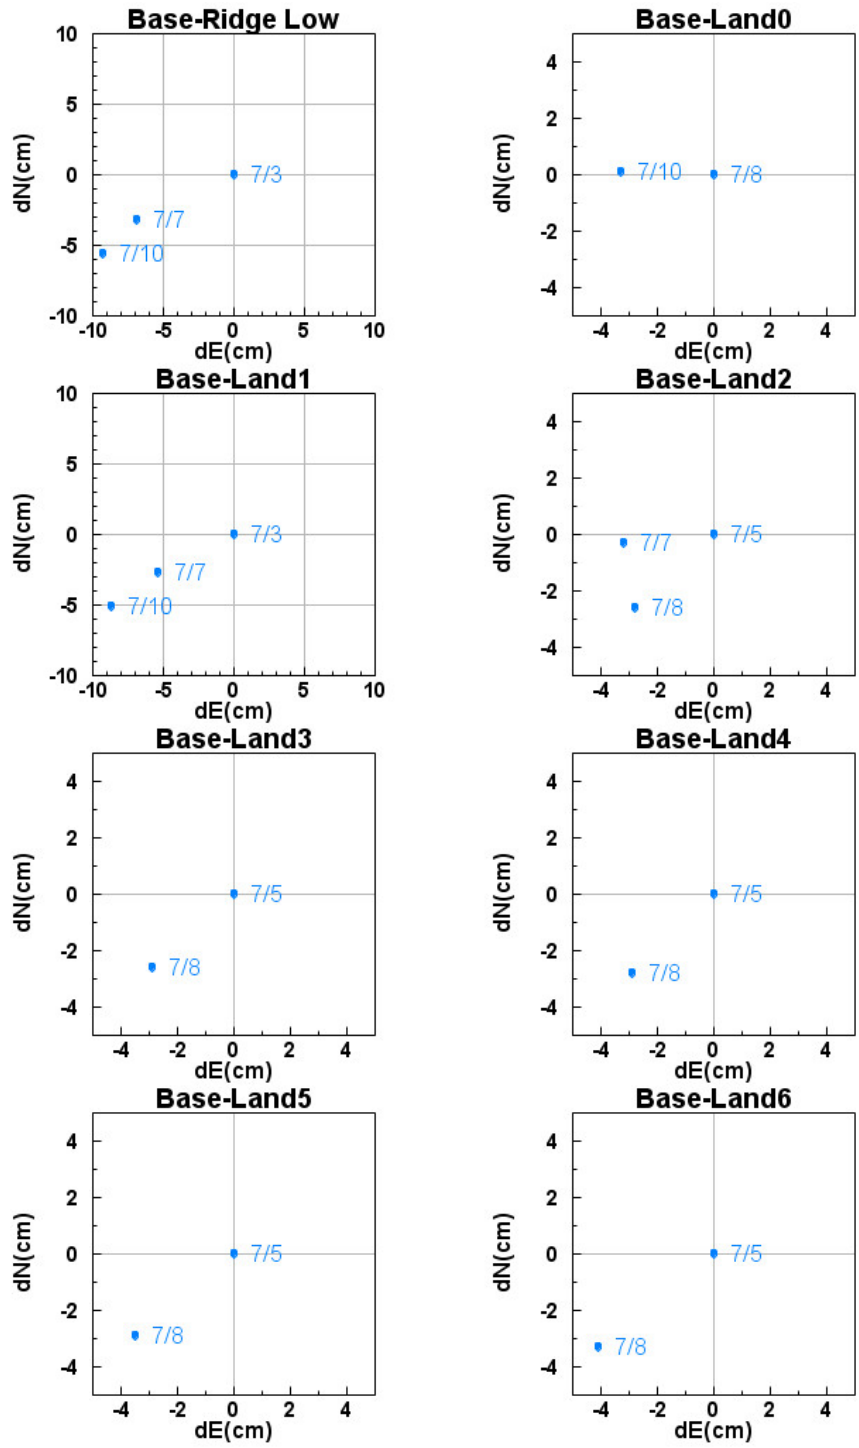 Base-Ridge Low
10
5
0
-5
-10
dN(cm)
7/3
7/7
7/10
-10 -5 0 5 10
dE(cm)
Base-Land0
4
2
0
-2
-4
dN(cm)
7/10 7/8
-4 -2 0 2 4
dE(cm)
Base-Land1
10
5
0
-5
-10
dN(cm)
7/3
7/7
7/10
-10 -5 0 5 10
dE(cm)
Base-Land2
4
2
0
-2
-4
dN(cm)
7/5
7/7
7/8
-4 -2 0 2 4
dE(cm)
Base-Land3
4
2
0
-2
-4
dN(cm)
7/5
7/8
-4 -2 0 2 4
dE(cm)
Base-Land4
4
2
0
-2
-4
dN(cm)
7/5
7/8
-4 -2 0 2 4
dE(cm)
Base-Land5
4
2
0
-2
-4
dN(cm)
7/5
7/8
-4 -2 0 2 4
dE(cm)
Base-Land6
4
2
0
-2
-4
dN(cm)
7/5
7/8
-4 -2 0 2 4
dE(cm)